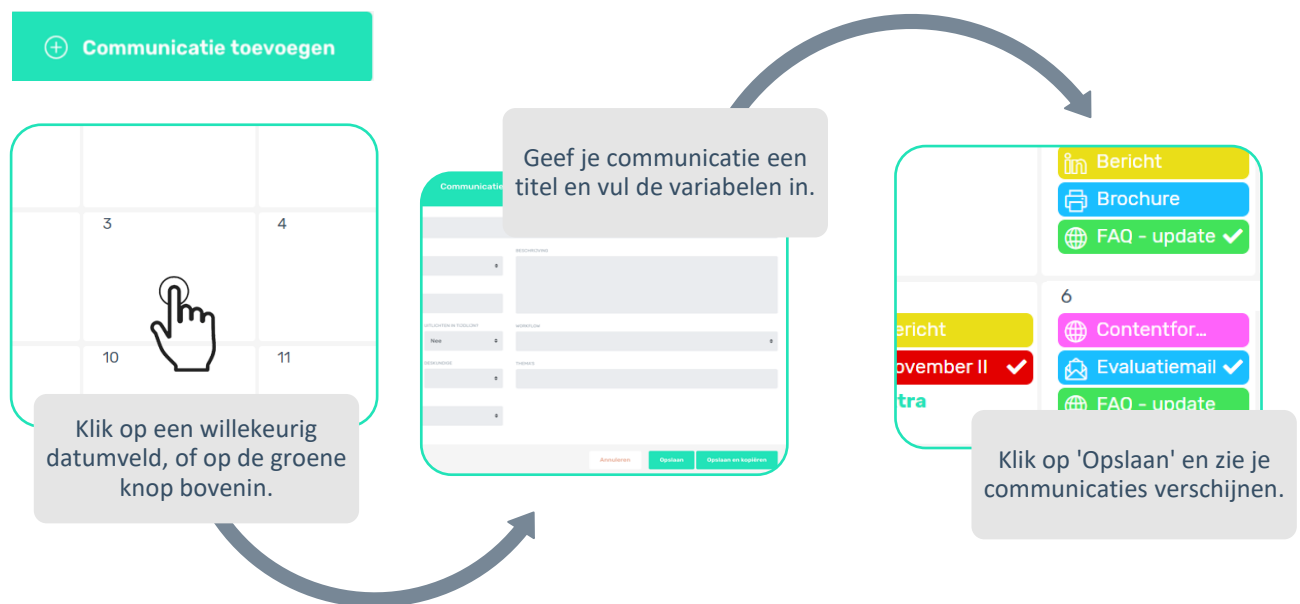 Communicatie toevoegen
3
4
10
11
Klik op een willekeurig
datumveld, of op de groene
knop bovenin.
Geef je communicatie een
titel en vul de variabelen in.
Communicatie
BESCHRIJVING
UITLICHTEN IN TOOLLINT
WORKFLOW
Nee
THEMA'S
Annuleren
Opslaan
Opslaan en kopiëren
Bericht
Brochure
FAQ - update
6
ericht
Contentfor...
ovember II
Evaluatiemail
tra
FAQ - update
Klik op 'Opslaan' en zie je
communicaties verschijnen.